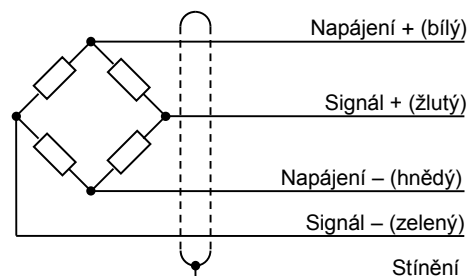 Napájení + (bílý)
Signál + (žlutý)
Napájení – (hnědý)
Signál – (zelený)
Stínění